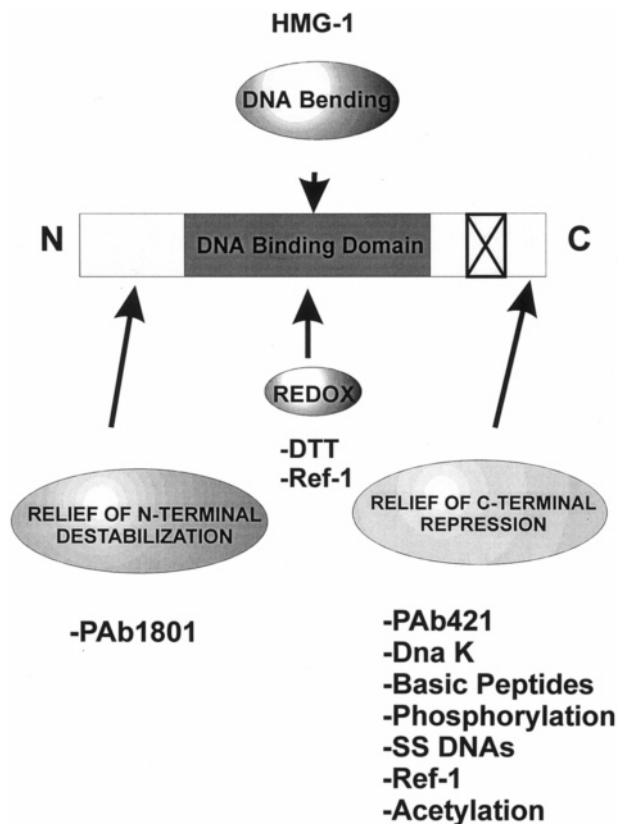 HMG-1
DNA Bending
N
DNA Binding Domain
C
REDOX
-DTT
-Ref-1
RELIEF OF N-TERMINAL
DESTABILIZATION
-PAb1801
RELIEF OF C-TERMINAL
REPRESSION
-PAb421
-Dna K
-Basic Peptides
-Phosphorylation
-SS DNAs
-Ref-1
-Acetylation